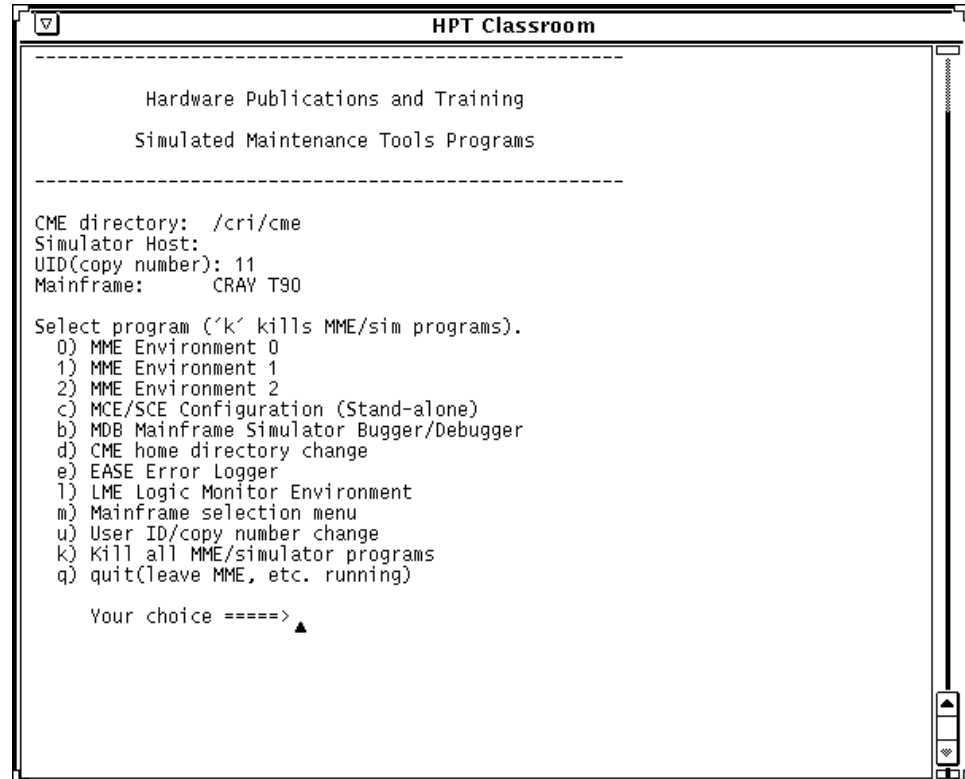 HPT Classroom
-----------------------------------------------------
Hardware Publications and Training
Simulated Maintenance Tools Programs
-----------------------------------------------------
CME directory:  /cri/cme
Simulator Host:
UID(copy number): 11
Mainframe:      CRAY T90
Select program (´k´ kills MME/sim programs).
0) MME Environment 0
1) MME Environment 1
2) MME Environment 2
c) MCE/SCE Configuration (Stand-alone)
b) MDB Mainframe Simulator Bugger/Debugger
d) CME home directory change
e) EASE Error Logger
l) LME Logic Monitor Environment
m) Mainframe selection menu
u) User ID/copy number change
k) Kill all MME/simulator programs
q) quit(leave MME, etc. running)
Your choice =====>